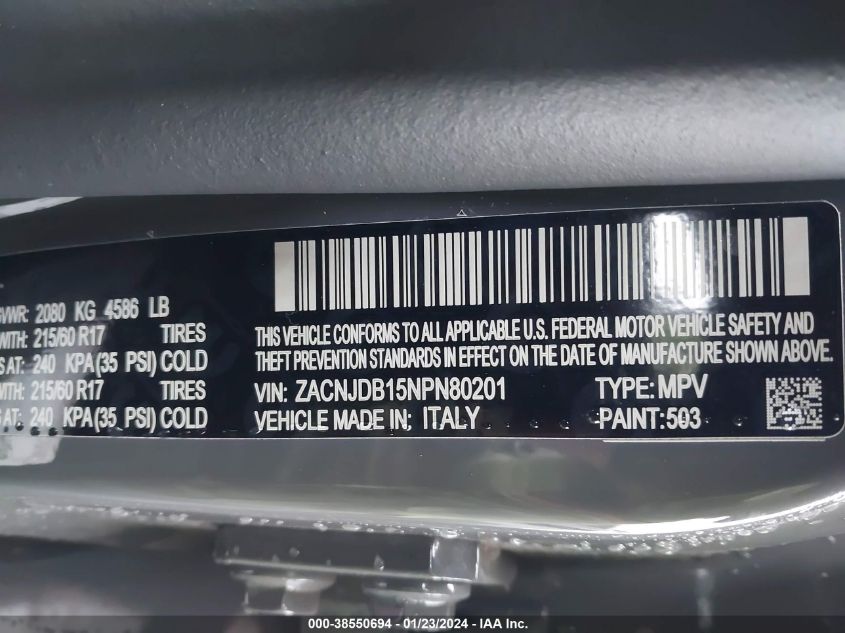 GVWR: 2080 KG 4586 LB
WITH: 215/60 R17 TIRES
S AT: 240 KPA(35 PSI) COLD
WITH: 215/60 R17 TIRES
S AT: 240 KPA(35 PSI) COLD
THIS VEHICLE CONFORMS TO ALL APPLICABLE U.S. FEDERAL MOTOR VEHICLE SAFETY AND
THEFT PREVENTION STANDARDS IN EFFECT ON THE DATE OF MANUFACTURE SHOWN ABOVE.
VIN: ZACNJDB15NPN80201 TYPE: MPV
VEHICLE MADE IN: ITALY PAINT:503
000-38550694 - 01/23/2024 - IAA Inc.